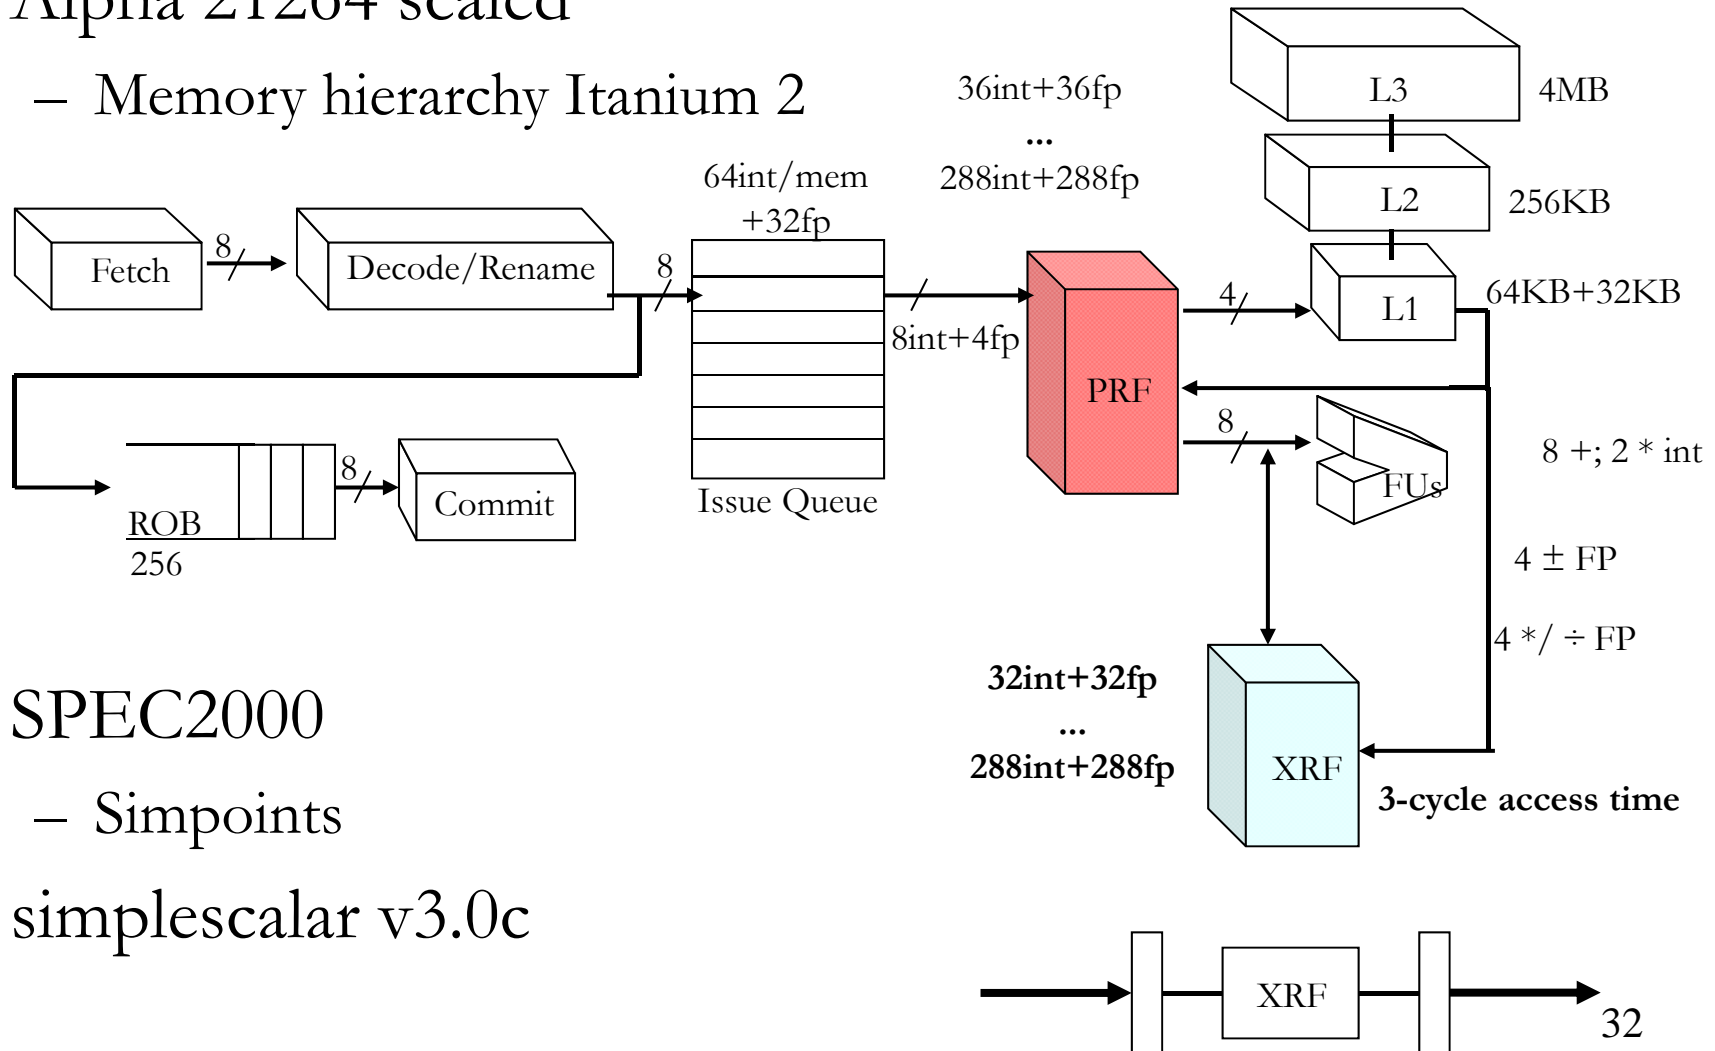 Alpha 21264 scaled
– Memory hierarchy Itanium 2
36int+36fp
...
288int+288fp
L3
4MB
L2
256KB
L1
64KB+32KB
64int/mem
+32fp
Fetch
8
Decode/Rename
8
8int+4fp
Issue Queue
PRF
4
8
FUs
8 +; 2 * int
4 ± FP
4 */ ÷ FP
ROB
256
8
Commit
32int+32fp
...
288int+288fp
XRF
3-cycle access time
SPEC2000
– Simpoints
simplescalar v3.0c
XRF
32